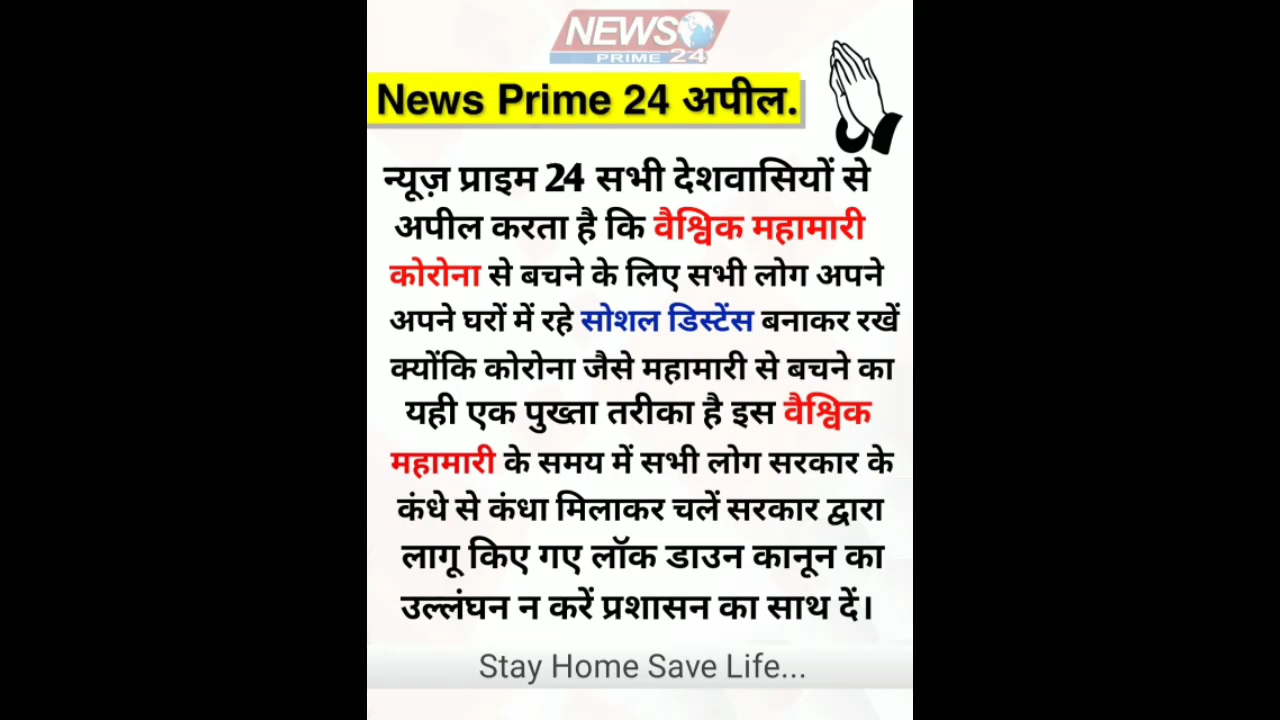 NEWS
PRIME 24
News Prime 24 अपील.
न्यूज़ प्राइम 24 सभी देशवासियों से
अपील करता है कि वैश्विक महामारी
कोरोना से बचने के लिए सभी लोग अपने
अपने घरों में रहे सोशल डिस्टेंस बनाकर रखें
क्योंकि कोरोना जैसे महामारी से बचने का
यही एक पुख्ता तरीका है इस वैश्विक
महामारी के समय में सभी लोग सरकार के
कंधे से कंधा मिलाकर चलें सरकार द्वारा
लागू किए गए लॉक डाउन कानून का
उल्लंघन न करें प्रशासन का साथ दें।
Stay Home Save Life...